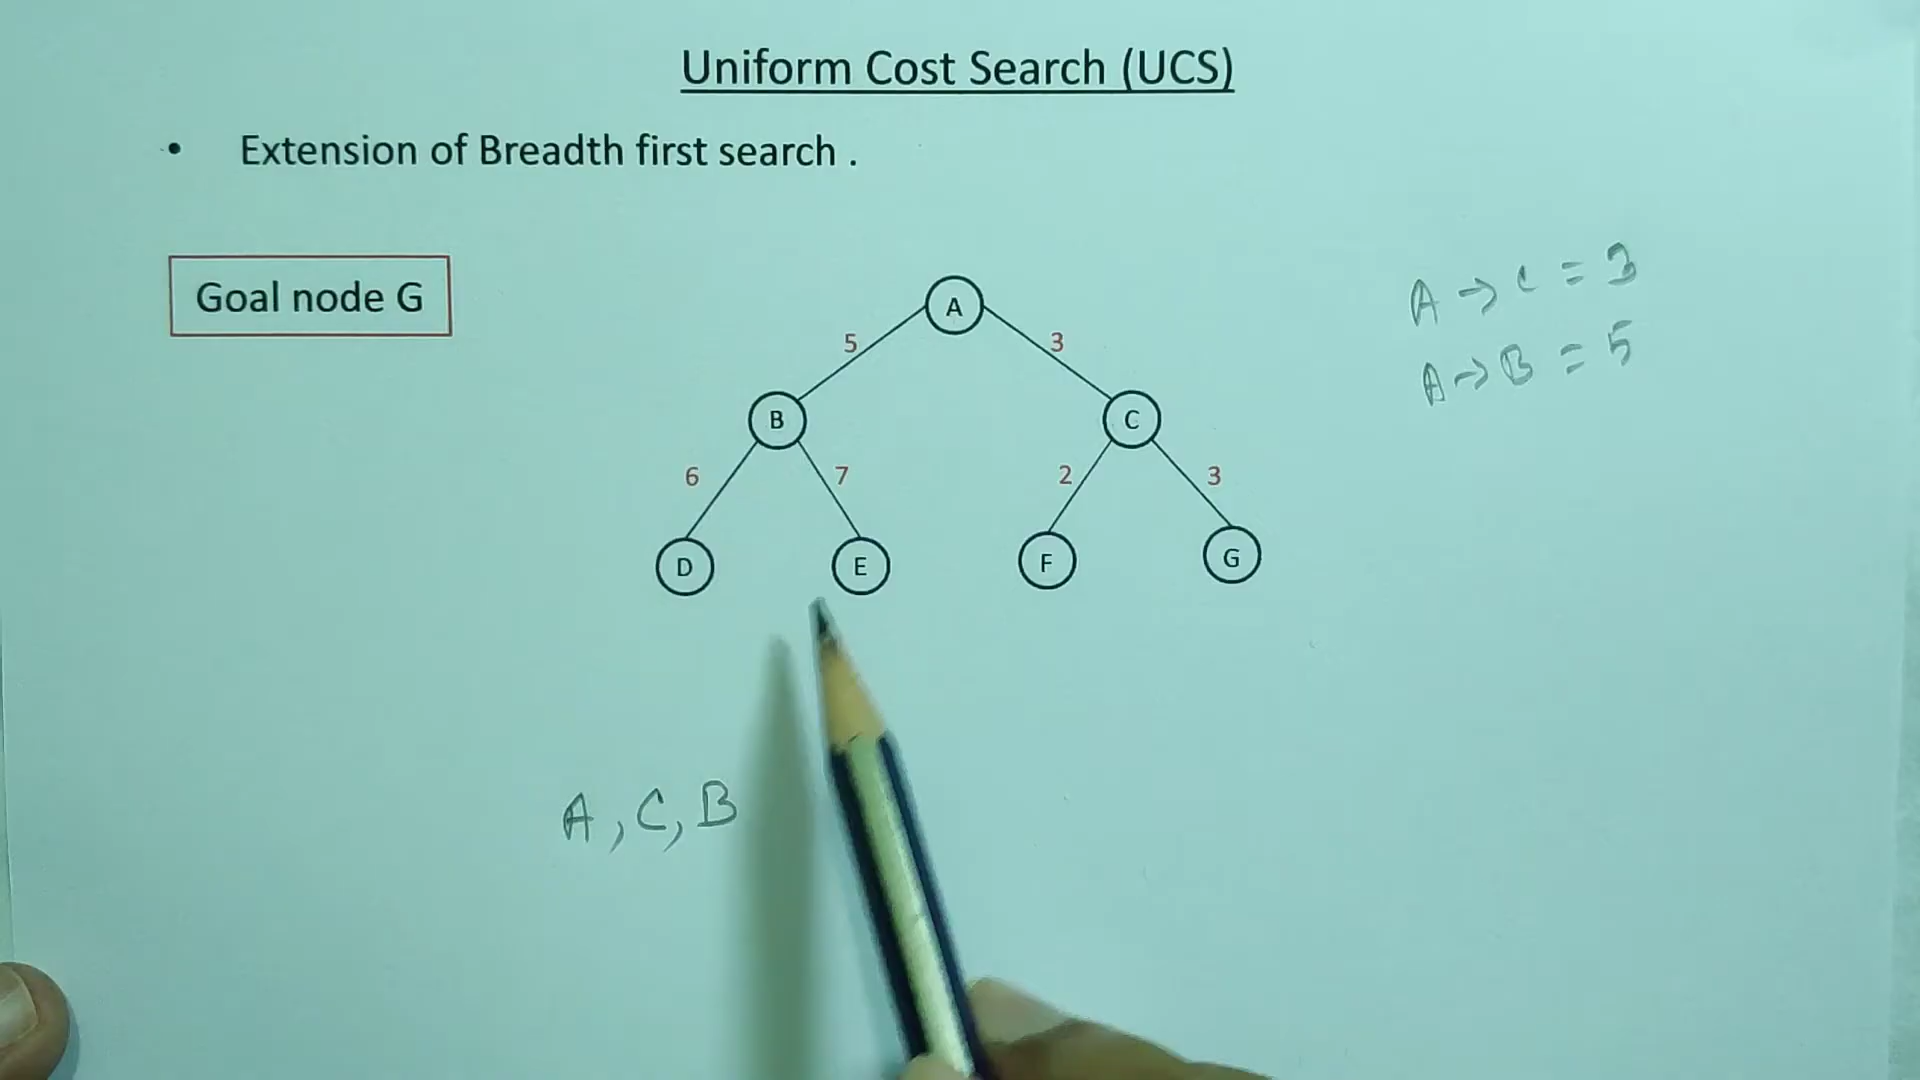 Uniform Cost Search (UCS)
• Extension of Breadth first search .
Goal node G
A
5 3
B C
6 7 2 3
D E F G
A → C = 3
A → B = 5
A , C, B